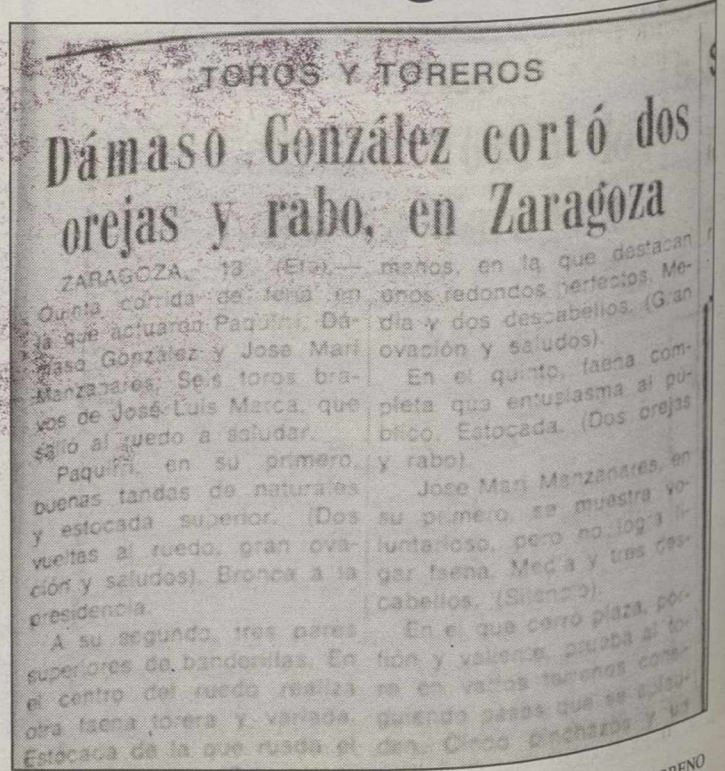 TOROS Y TOREROS
Dámaso González cortó dos
orejas y rabo, en Zaragoza
ZARAGOZA, 13 (Efe).—
Quinta corrida de feria en
la que actuaran Paquirri, Dá-
maso González y Jose Mari
Manzanares. Seis toros bra-
vos de José Luis Marca, que
salió al ruedo a saludar.
Paquirri, en su primero,
buenas tandas de naturales
y estocada superior. (Dos
vueltas al ruedo, gran ova-
ción y saludos). Bronca a la
presidencia.
A su segundo, tres pares
superiores de banderillas. En
el centro del ruedo realiza
otra faena torera y variada.
Estocada de la que rueda el
manos, en la que destacan
unos redondos perfectos. Me-
dia y dos descabellos. (Gran
ovación y saludos).
En el quinto, faena com-
pleta que entusiasma al pú-
blico. Estocada. (Dos orejas
y rabo).
Jose Mari Manzanares, en
su primero, se muestra vo-
luntarioso, pero no logra li-
gar faena. Media y tres des-
cabellos. (Silencio).
En el que cerró plaza, por-
fión y valiente, prueba al to-
ro en varios terrenos consi-
guiendo pases que se aplau-
den. Cinco pinchazos y